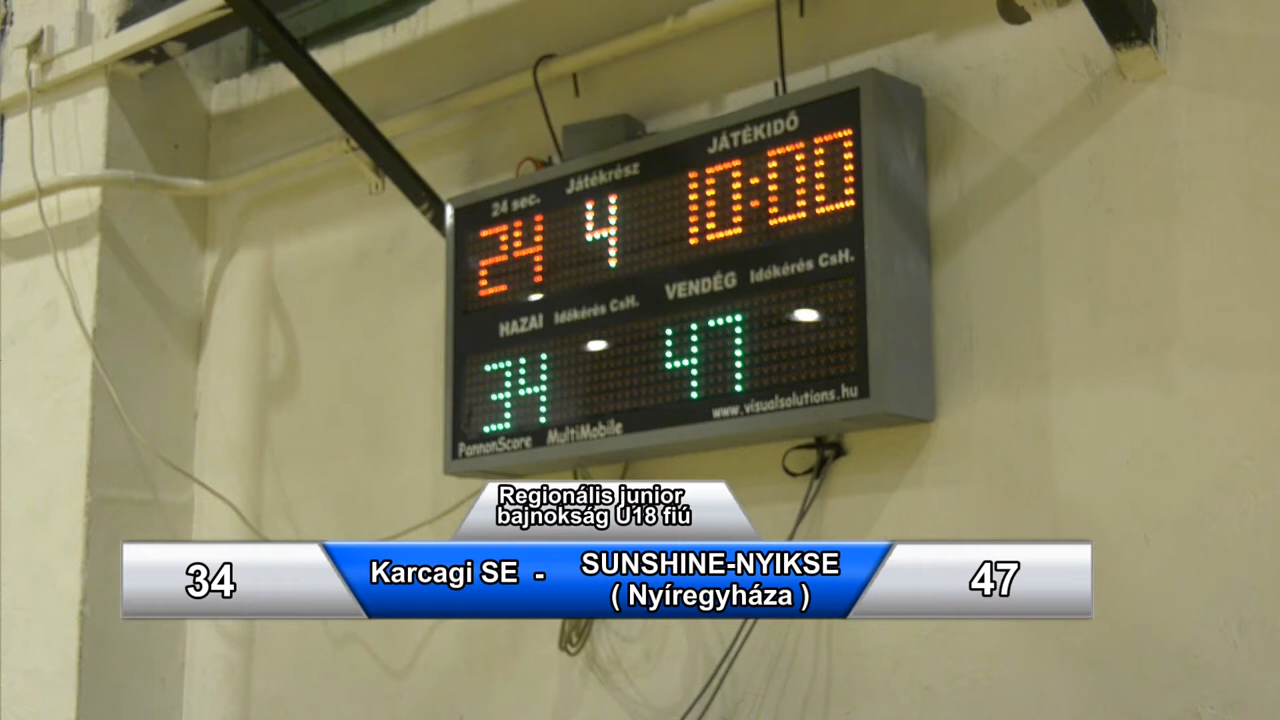 24 sec. Játékrész JÁTÉKIDŐ
24 4 10:00
HAZAI Időkérés CsH. VENDÉG Időkérés CsH.
34 47
PannonScore MultiMobile www.visualsolutions.hu
Regionális junior
bajnokság U18 fiú
34 Karcagi SE - SUNSHINE-NYIKSE 47
( Nyíregyháza )